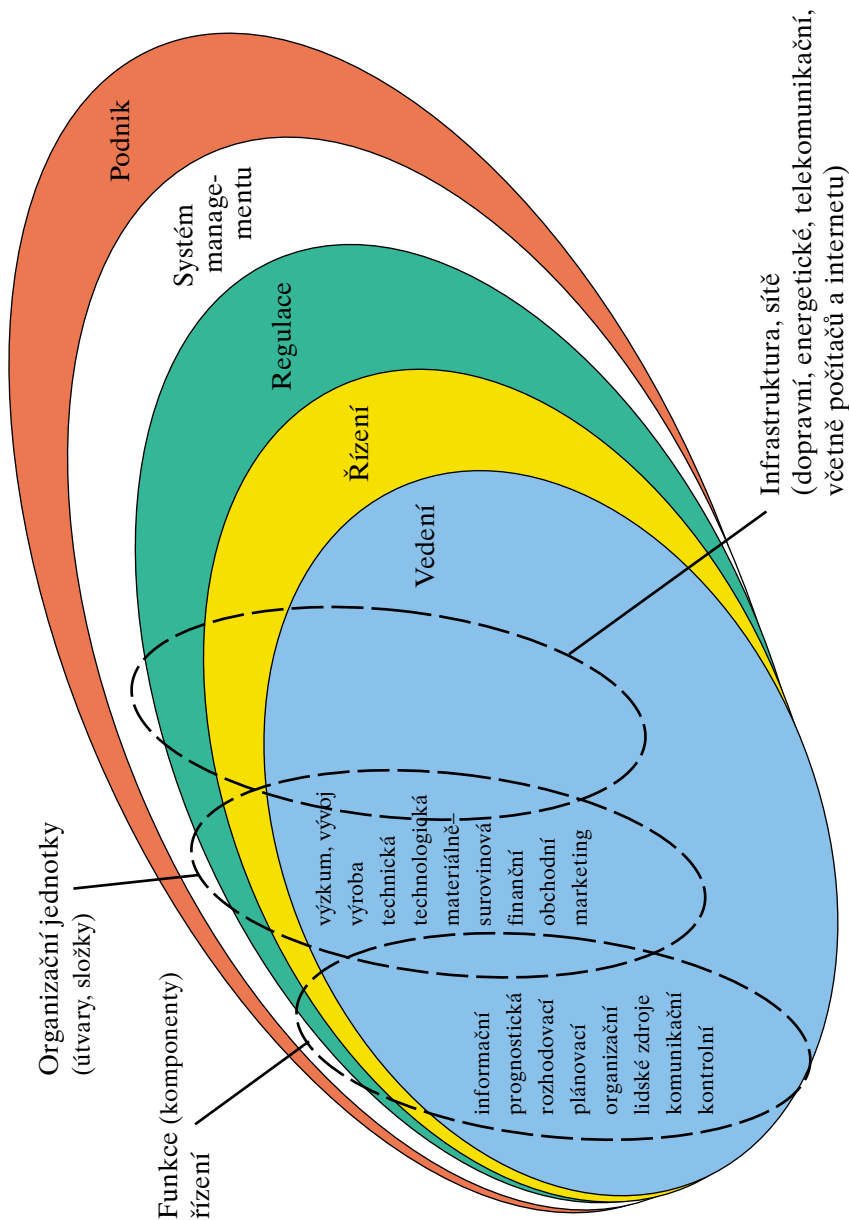 Podnik
Systém
manage-
mentu
Regulace
Řízení
Vedení
Organizační jednotky
(útvary, složky)
Funkce (komponenty)
řízení
výzkum, vývoj
výroba
technická
technologická
materiálně–
surovinová
finanční
obchodní
marketing
informační
prognostická
rozhodovací
plánovací
organizační
lidské zdroje
komunikační
kontrolní
Infrastruktura, sítě
(dopravní, energetické, telekomunikační,
včetně počítačů a internetu)